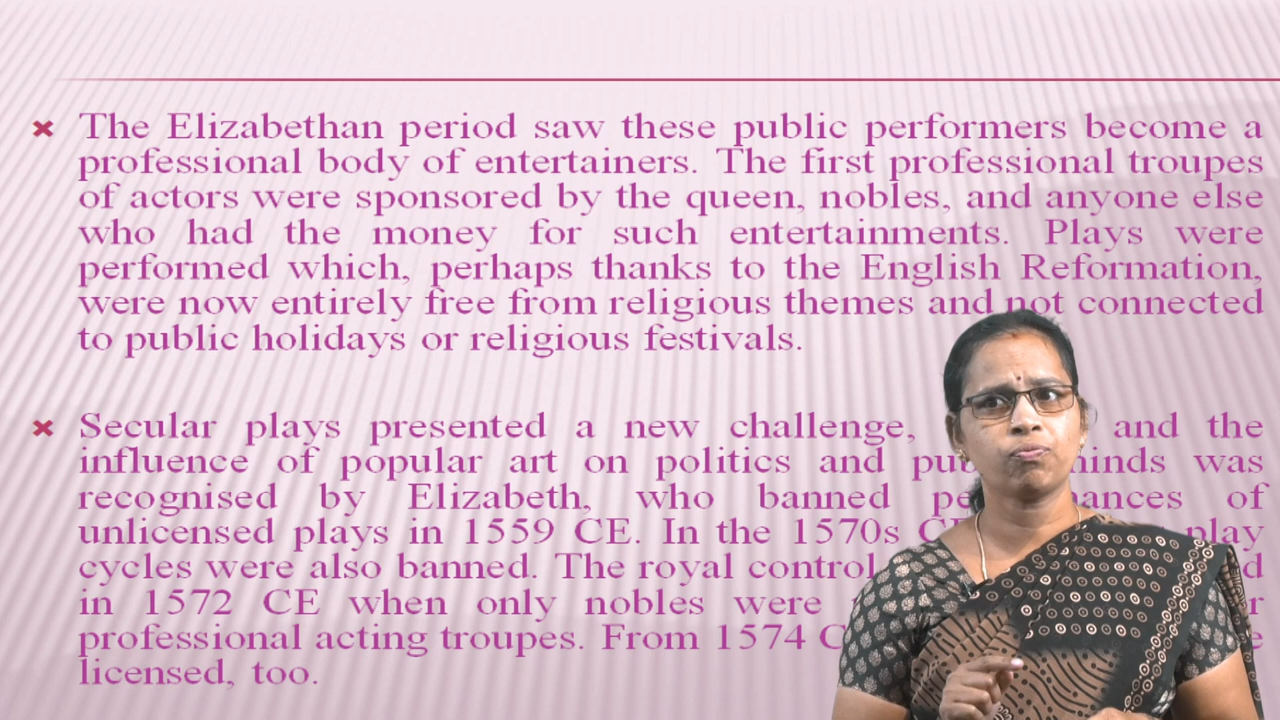 The Elizabethan period saw these public performers become a
professional body of entertainers. The first professional troupes
of actors were sponsored by the queen, nobles, and anyone else
who had the money for such entertainments. Plays were
performed which, perhaps thanks to the English Reformation,
were now entirely free from religious themes and not connected
to public holidays or religious festivals.
Secular plays presented a new challenge, and the
influence of popular art on politics and minds was
recognised by Elizabeth, who banned of
unlicensed plays in 1559 CE. In the 1570s play
cycles were also banned. The royal control
in 1572 CE when only nobles were
professional acting troupes. From 1574
licensed, too.